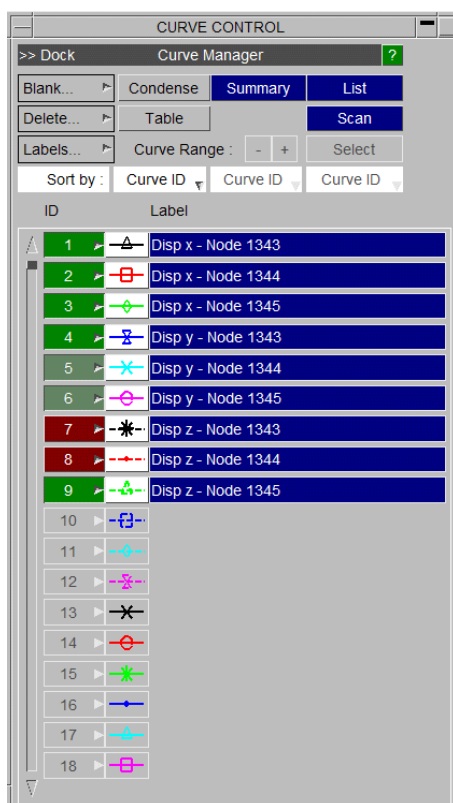 CURVE CONTROL
>> Dock Curve Manager ?
Blank... Condense Summary List
Delete... Table Scan
Labels... Curve Range : - + Select
Sort by : Curve ID Curve ID Curve ID
ID Label
1 Disp x - Node 1343
2 Disp x - Node 1344
3 Disp x - Node 1345
4 Disp y - Node 1343
5 Disp y - Node 1344
6 Disp y - Node 1345
7 Disp z - Node 1343
8 Disp z - Node 1344
9 Disp z - Node 1345
10
11
12
13
14
15
16
17
18